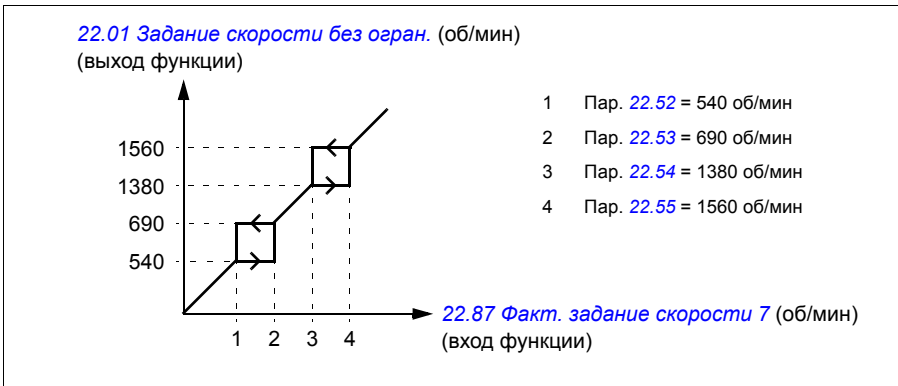 22.01 Задание скорости без огран. (об/мин)
(выход функции)
1 Пар. 22.52 = 540 об/мин
2 Пар. 22.53 = 690 об/мин
3 Пар. 22.54 = 1380 об/мин
4 Пар. 22.55 = 1560 об/мин
1560
1380
690
540
1 2 3 4
22.87 Факт. задание скорости 7 (об/мин)
(вход функции)